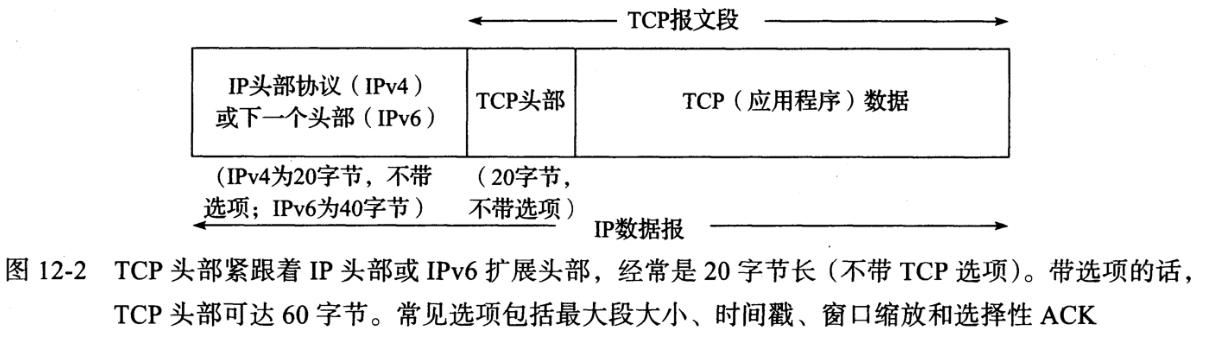 TCP报文段
IP头部协议（IPv4）
或下一个头部（IPv6）
TCP头部
TCP（应用程序）数据
（IPv4为20字节，不带
选项；IPv6为40字节）
（20字节，
不带选项）
IP数据报
图 12-2 TCP 头部紧跟着 IP 头部或 IPv6 扩展头部，经常是 20 字节长（不带 TCP 选项）。带选项的话，
TCP 头部可达 60 字节。常见选项包括最大段大小、时间戳、窗口缩放和选择性 ACK